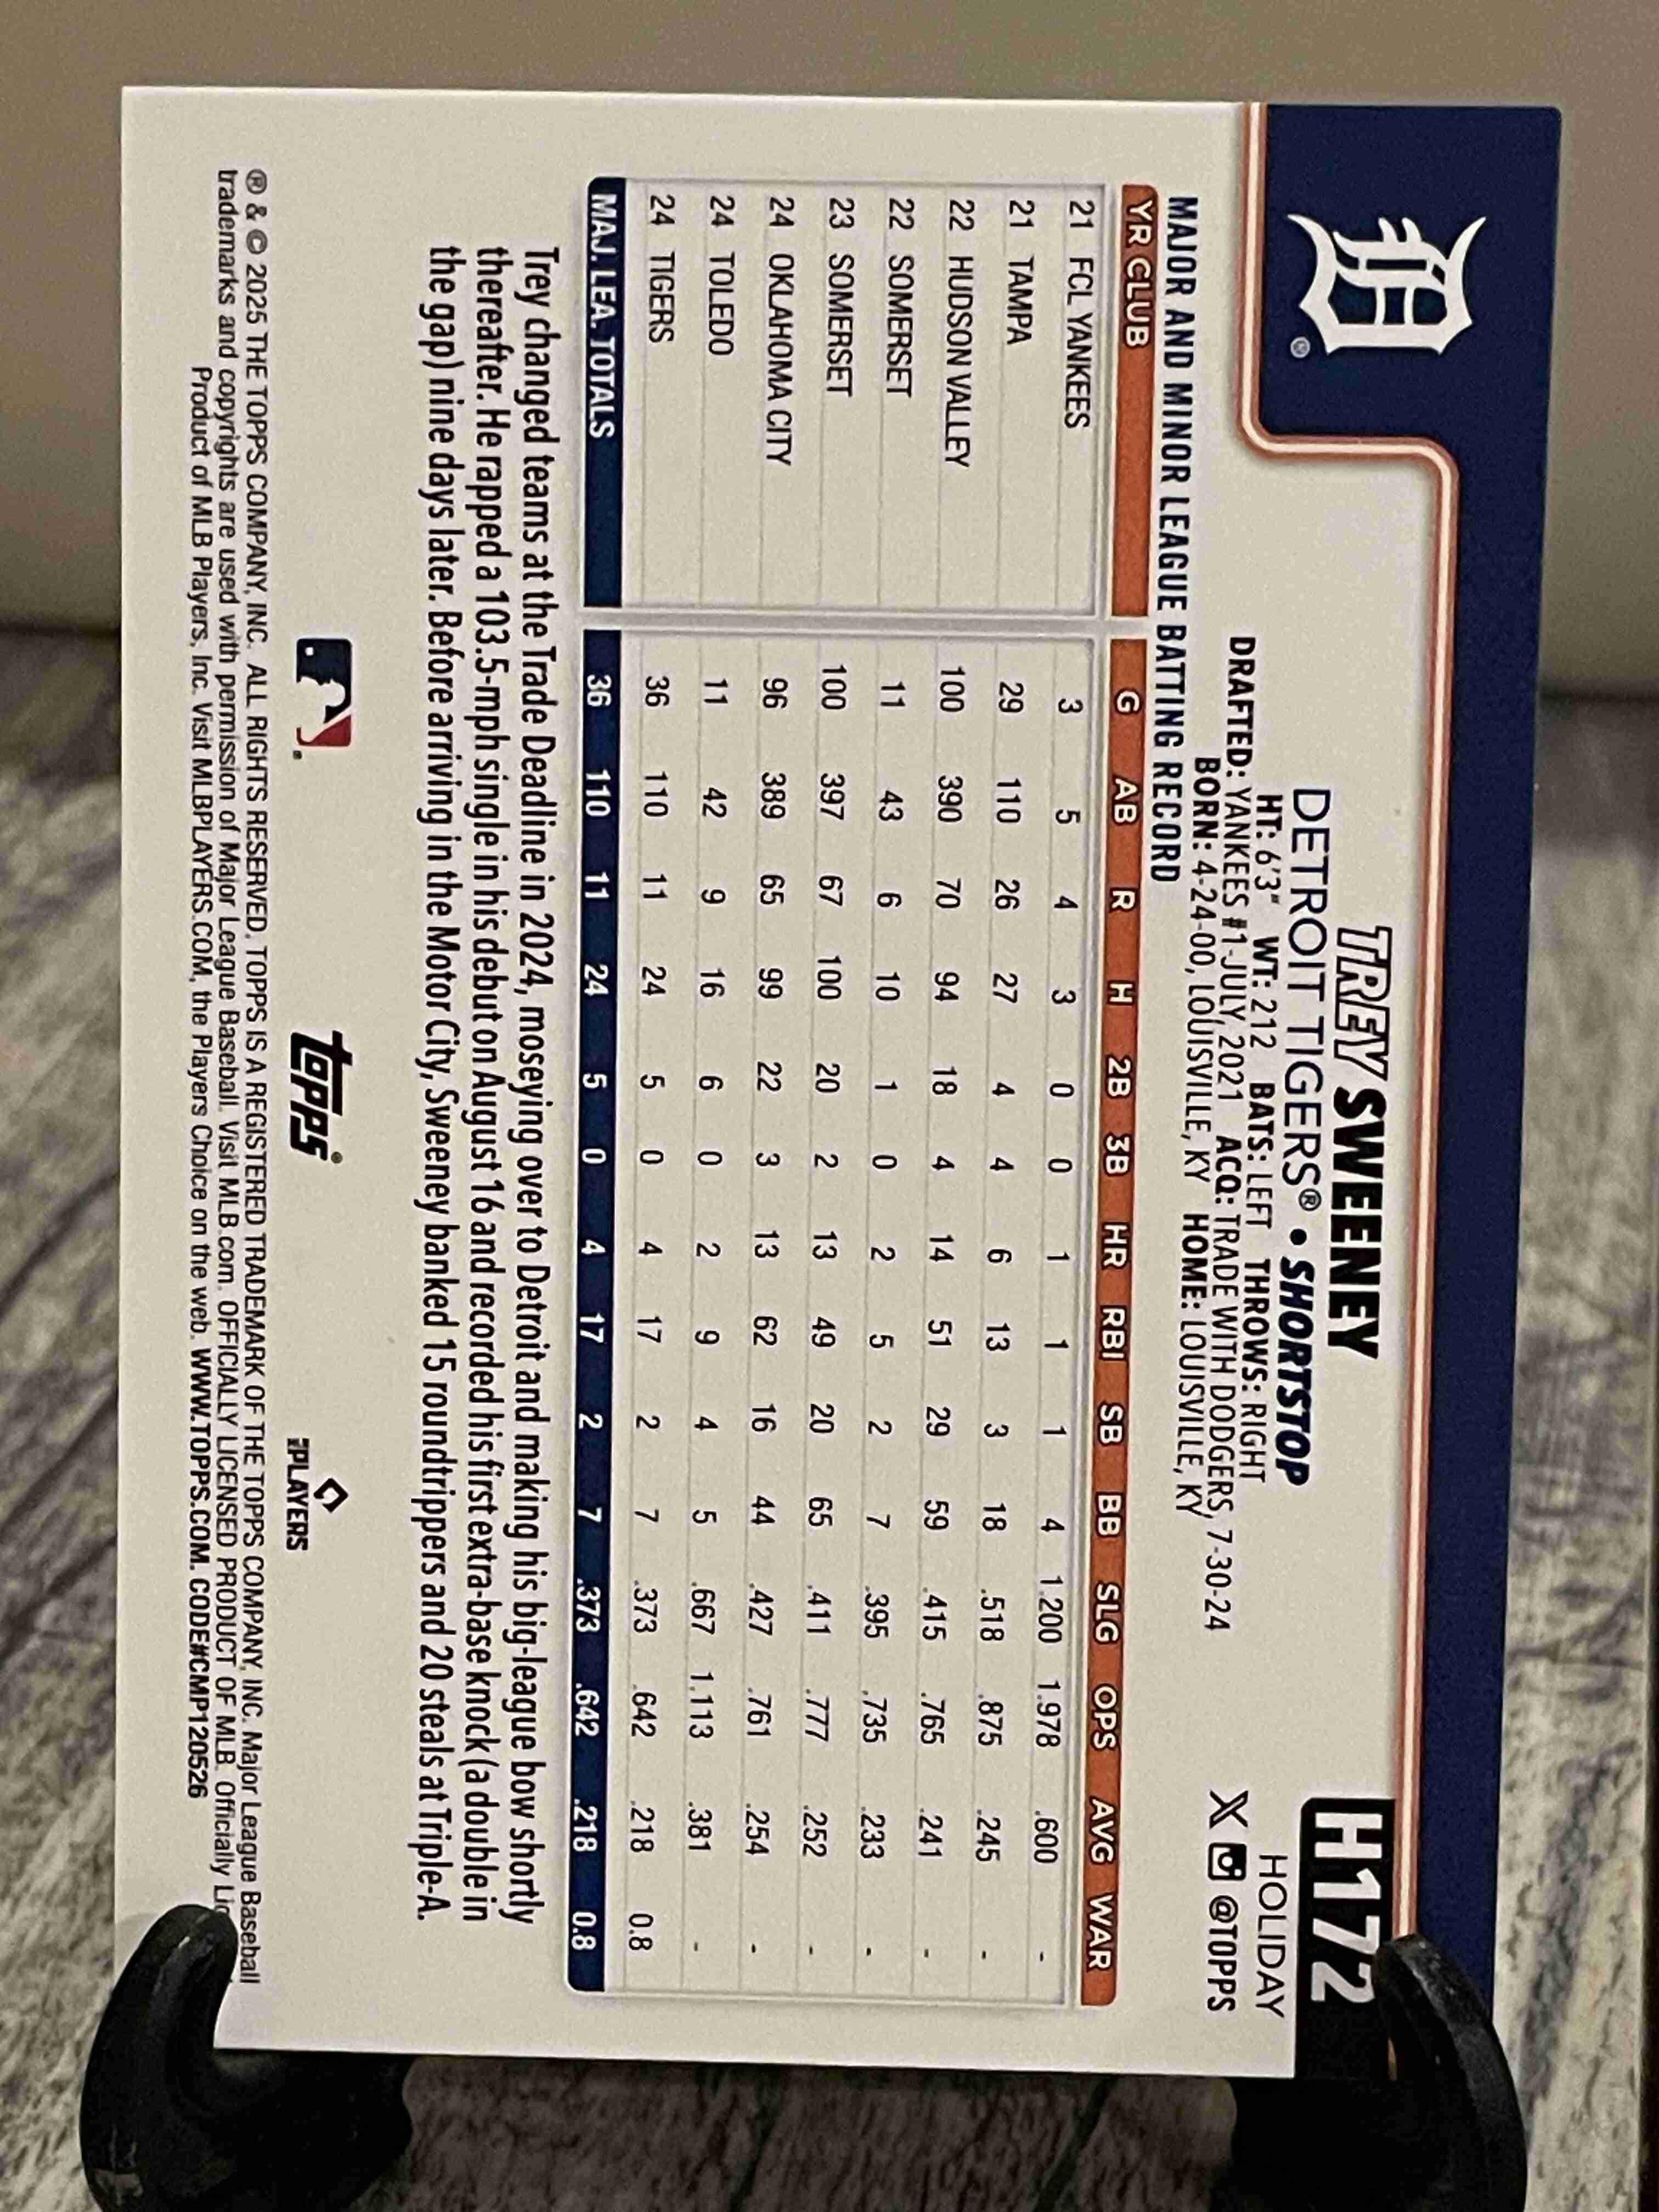 H172
HOLIDAY
@TOPPS
TREY SWEENEY
DETROIT TIGERS® • SHORTSTOP
HT: 6'3" WT: 212 BATS: LEFT THROWS: RIGHT
DRAFTED: YANKEES #1-JULY, 2021 ACQ: TRADE WITH DODGERS, 7-30-24
BORN: 4-24-00, LOUISVILLE, KY HOME: LOUISVILLE, KY
MAJOR AND MINOR LEAGUE BATTING RECORD
YR CLUB G AB R H 2B 3B HR RBI SB BB SLG OPS AVG WAR
21 FCL YANKEES 3 5 4 3 0 0 1 1 1 4 1.200 1.978 .600 -
21 TAMPA 29 110 26 27 4 4 6 13 3 18 .518 .875 .245 -
22 HUDSON VALLEY 100 390 70 94 18 4 14 51 29 59 .415 .765 .241 -
22 SOMERSET 11 43 6 10 1 0 2 5 2 7 .395 .735 .233 -
23 SOMERSET 100 397 67 100 20 2 13 49 20 65 .411 .777 .252 -
24 OKLAHOMA CITY 96 389 65 99 22 3 13 62 16 44 .427 .761 .254 -
24 TOLEDO 11 42 9 16 6 0 2 9 4 5 .667 1.113 .381 -
24 TIGERS 36 110 11 24 5 0 4 17 2 7 .373 .642 .218 0.8
MAJ. LEA. TOTALS 36 110 11 24 5 0 4 17 2 7 .373 .642 .218 0.8
Trey changed teams at the Trade Deadline in 2024, moseying over to Detroit and making his big-league bow shortly
thereafter. He rapped a 103.5-mph single in his debut on August 16 and recorded his first extra-base knock (a double in
the gap) nine days later. Before arriving in the Motor City, Sweeney banked 15 roundtrippers and 20 steals at Triple-A.
topps®
PLAYERS
® & © 2025 THE TOPPS COMPANY, INC. ALL RIGHTS RESERVED. TOPPS IS A REGISTERED TRADEMARK OF THE TOPPS COMPANY, INC. Major League Baseball
trademarks and copyrights are used with permission of Major League Baseball. Visit MLB.com. OFFICIALLY LICENSED PRODUCT OF MLB. Officially
Product of MLB Players, Inc. Visit MLBPLAYERS.COM, the Players Choice on the web. WWW.TOPPS.COM. CODE#CMP120526